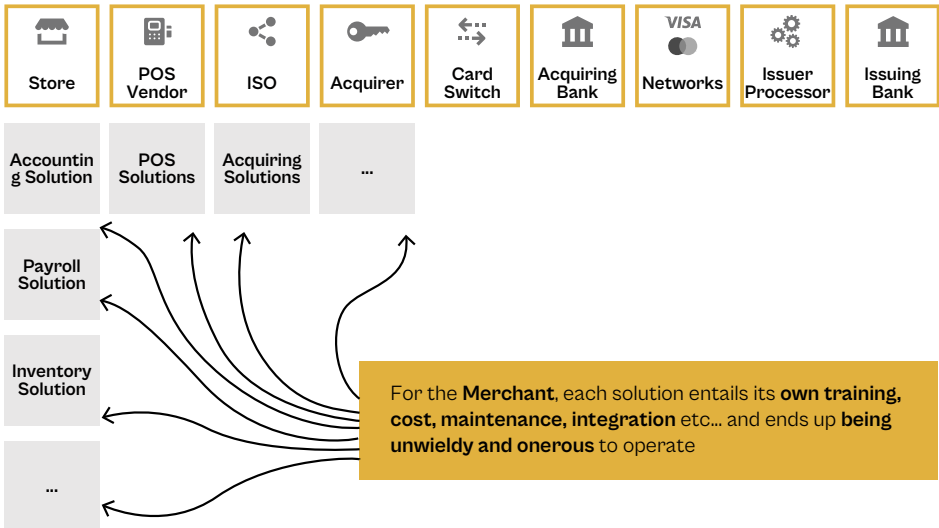 Store
POS
Vendor
ISO
Acquirer
Card
Switch
Acquiring
Bank
VISA
Networks
Issuer
Processor
Issuing
Bank
Accountin
g Solution
POS
Solutions
Acquiring
Solutions
...
Payroll
Solution
Inventory
Solution
...
For the Merchant, each solution entails its own training,
cost, maintenance, integration etc... and ends up being
unwieldy and onerous to operate